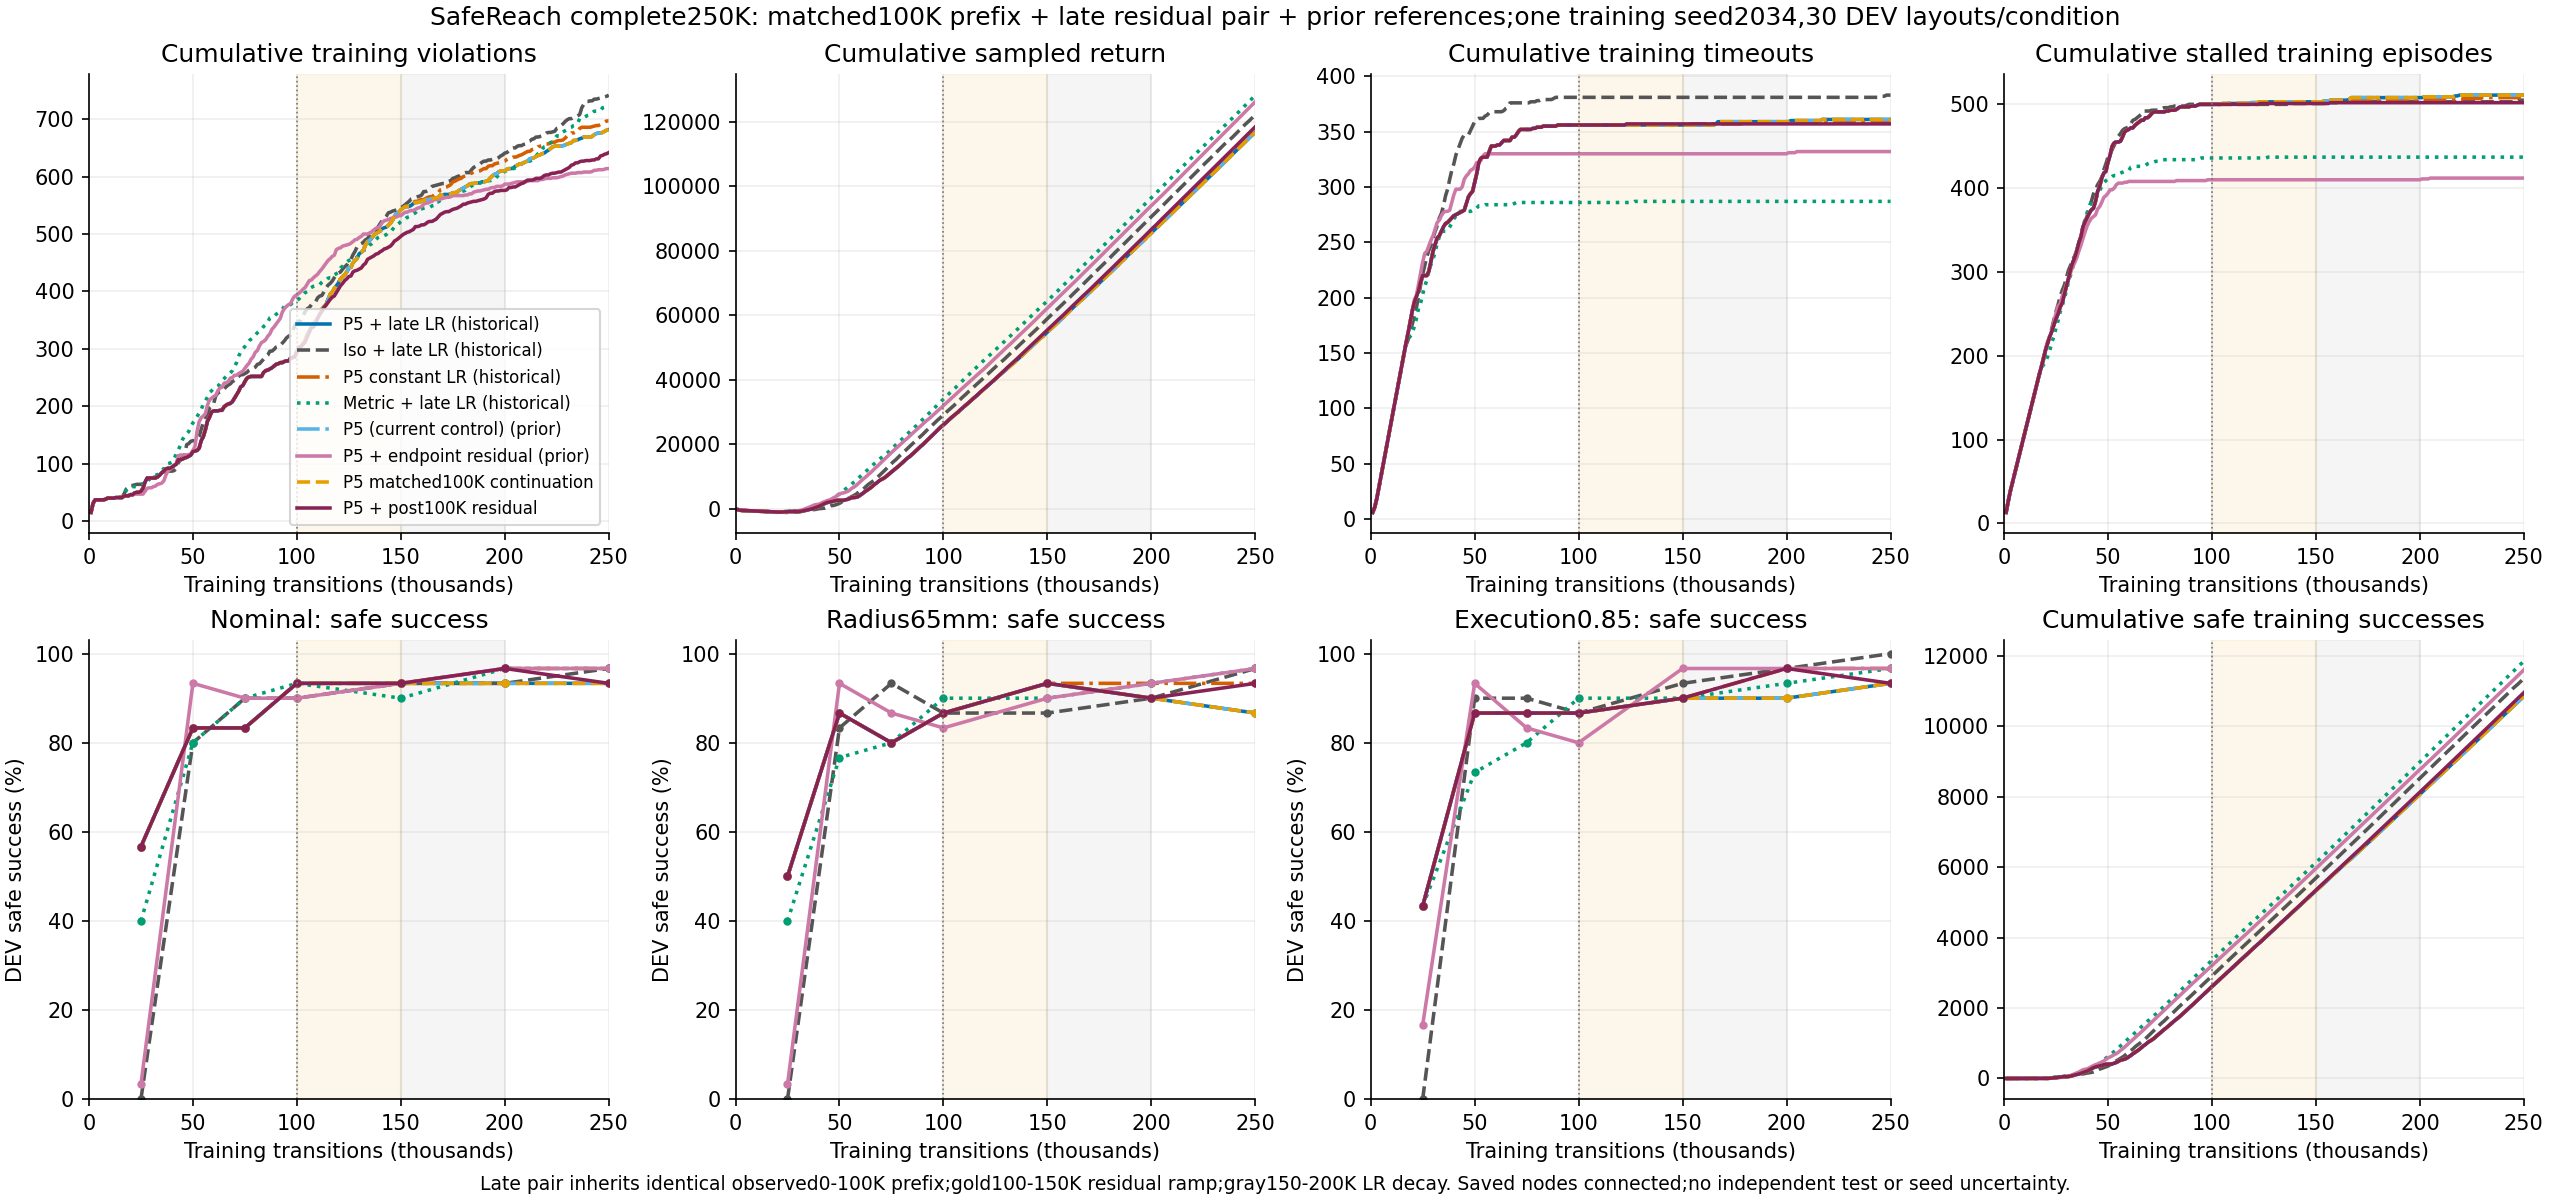 SafeReach complete250K: matched100K prefix + late residual pair + prior references;one training seed2034,30 DEV layouts/condition
Cumulative training violations
700
600
500
400
300
200
100
0
0 50 100 150 200 250
Training transitions (thousands)
P5 + late LR (historical)
Iso + late LR (historical)
P5 constant LR (historical)
Metric + late LR (historical)
P5 (current control) (prior)
P5 + endpoint residual (prior)
P5 matched100K continuation
P5 + post100K residual
Cumulative sampled return
120000
100000
80000
60000
40000
20000
0
0 50 100 150 200 250
Training transitions (thousands)
Cumulative training timeouts
400
350
300
250
200
150
100
50
0
0 50 100 150 200 250
Training transitions (thousands)
Cumulative stalled training episodes
500
400
300
200
100
0
0 50 100 150 200 250
Training transitions (thousands)
Nominal: safe success
DEV safe success (%)
100
80
60
40
20
0
0 50 100 150 200 250
Training transitions (thousands)
Radius65mm: safe success
DEV safe success (%)
100
80
60
40
20
0
0 50 100 150 200 250
Training transitions (thousands)
Execution0.85: safe success
DEV safe success (%)
100
80
60
40
20
0
0 50 100 150 200 250
Training transitions (thousands)
Cumulative safe training successes
12000
10000
8000
6000
4000
2000
0
0 50 100 150 200 250
Training transitions (thousands)
Late pair inherits identical observed0-100K prefix;gold100-150K residual ramp;gray150-200K LR decay. Saved nodes connected;no independent test or seed uncertainty.